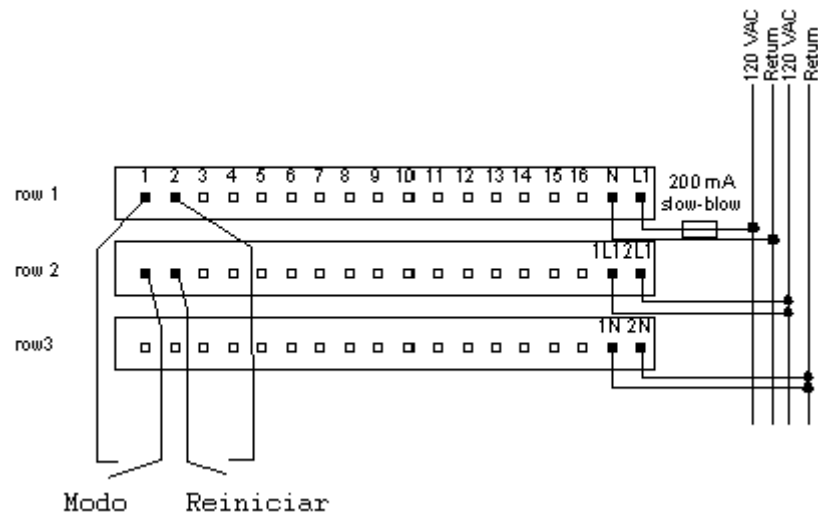 120 VAC
Return
120 VAC
Return
1 2 3 4 5 6 7 8 9 10 11 12 13 14 15 16 N L1
row 1
200 mA
slow-blow
row 2
1L1 2L1
row3
1N 2N
Modo Reiniciar